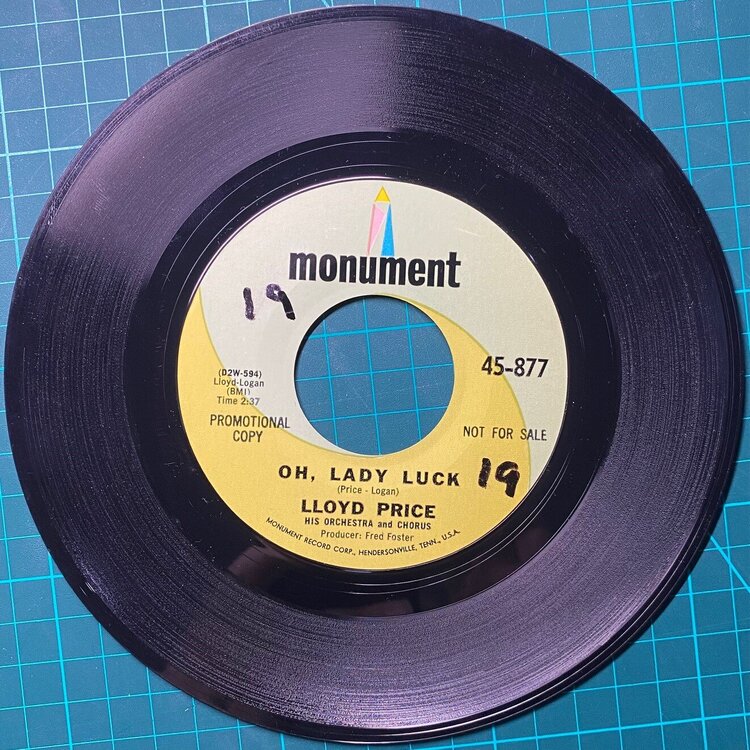 monument
19
45-877
(D2W-594)
Lloyd-Logan
(BMI)
Time 2:37
PROMOTIONAL
COPY
NOT FOR SALE
OH, LADY LUCK
19
(Price - Logan)
LLOYD PRICE
HIS ORCHESTRA and CHORUS
Producer: Fred Foster
MONUMENT RECORD CORP., HENDERSONVILLE, TENN., U.S.A.